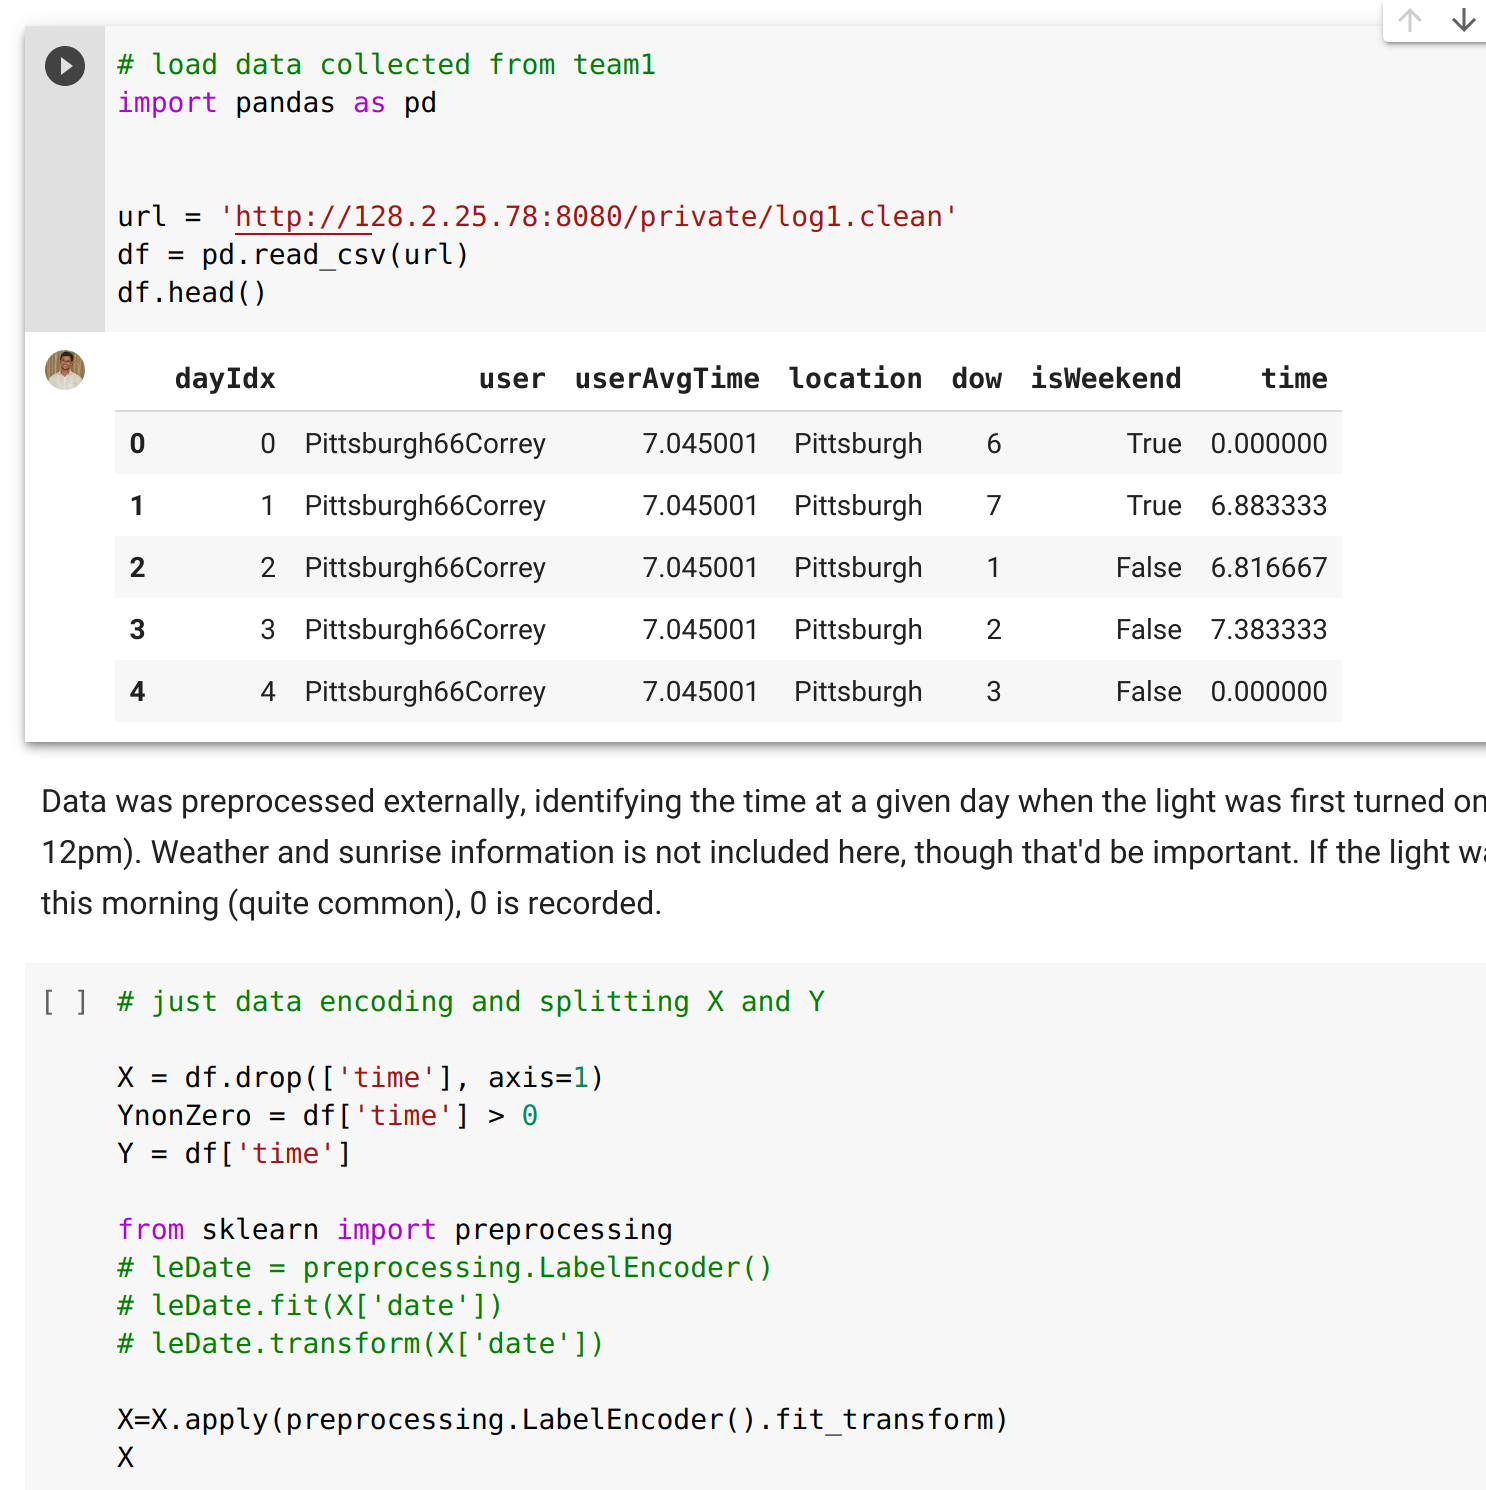 # load data collected from team1
import pandas as pd
url = 'http://128.2.25.78:8080/private/log1.clean'
df = pd.read_csv(url)
df.head()
dayIdx user userAvgTime location dow isWeekend time
0 0 Pittsburgh66Correy 7.045001 Pittsburgh 6 True 0.000000
1 1 Pittsburgh66Correy 7.045001 Pittsburgh 7 True 6.883333
2 2 Pittsburgh66Correy 7.045001 Pittsburgh 1 False 6.816667
3 3 Pittsburgh66Correy 7.045001 Pittsburgh 2 False 7.383333
4 4 Pittsburgh66Correy 7.045001 Pittsburgh 3 False 0.000000
Data was preprocessed externally, identifying the time at a given day when the light was first turned on
12pm). Weather and sunrise information is not included here, though that'd be important. If the light
this morning (quite common), 0 is recorded.
[ ] # just data encoding and splitting X and Y
X = df.drop(['time'], axis=1)
YnonZero = df['time'] > 0
Y = df['time']
from sklearn import preprocessing
# leDate = preprocessing.LabelEncoder()
# leDate.fit(X['date'])
# leDate.transform(X['date'])
X=X.apply(preprocessing.LabelEncoder().fit_transform)
X